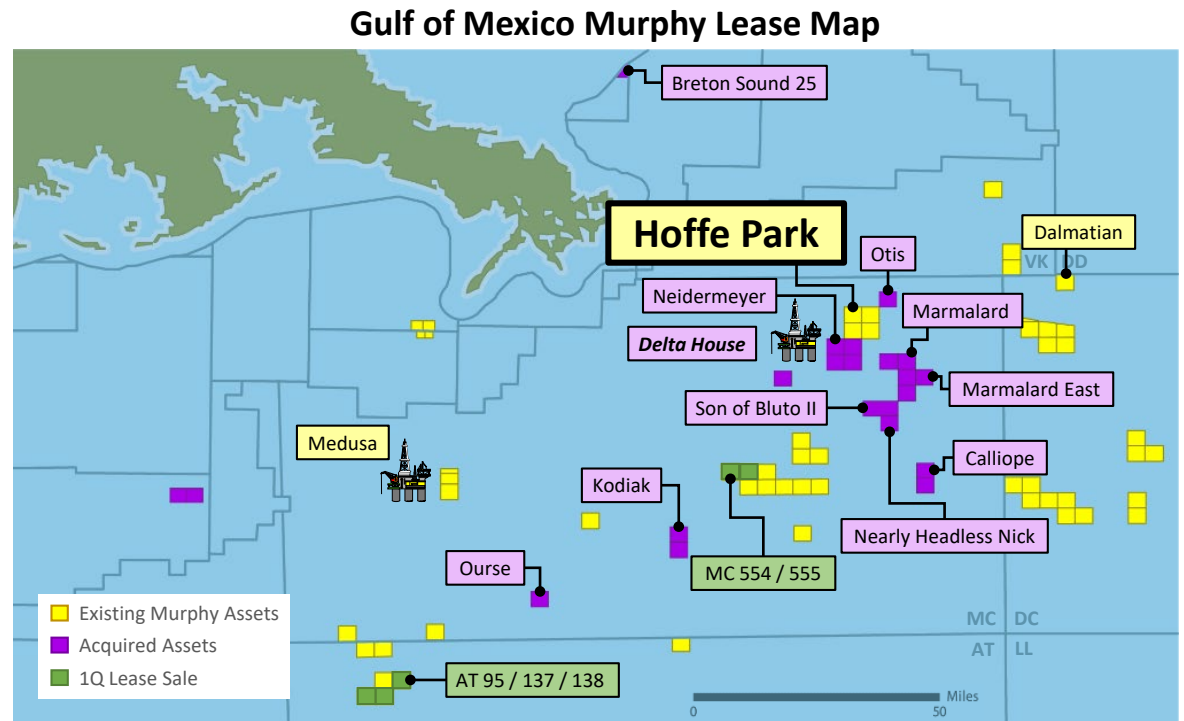 Gulf of Mexico Murphy Lease Map
Breton Sound 25
Hoffe Park
Otis
Dalmatian
VK DD
Neidermeyer
Marmalard
Delta House
Marmalard East
Son of Bluto II
Medusa
Calliope
Kodiak
Nearly Headless Nick
MC 554 / 555
Ourse
Existing Murphy Assets
Acquired Assets
1Q Lease Sale
MC DC
AT LL
AT 95 / 137 / 138
Miles
0 50